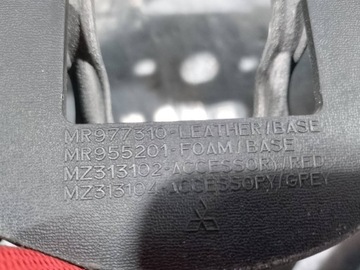 MR977310-LEATHER/BASE
MR955201-FOAM/BASE
MZ313102-ACCESSORY/RED
MZ313104-ACCESSORY/GREY